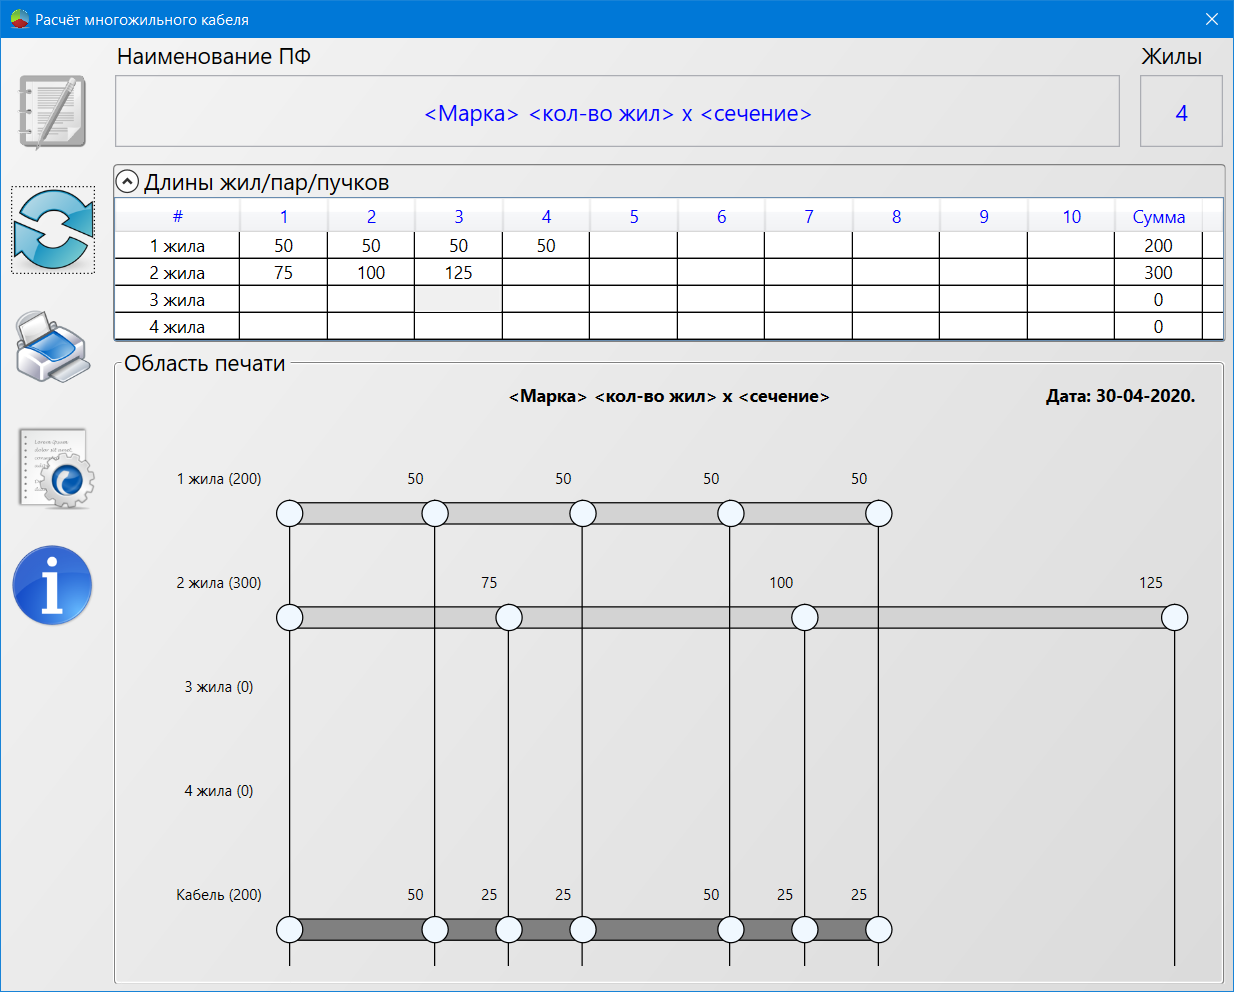 Расчёт многожильного кабеля
Наименование ПФ
Жилы
<Марка> <кол-во жил> x <сечение>
4
Длины жил/пар/пучков
# 1 2 3 4 5 6 7 8 9 10 Сумма
1 жила 50 50 50 50 200
2 жила 75 100 125 300
3 жила 0
4 жила 0
Область печати
<Марка> <кол-во жил> x <сечение>
Дата: 30-04-2020.
1 жила (200) 50 50 50 50
2 жила (300) 75 100 125
3 жила (0)
4 жила (0)
Кабель (200) 50 25 25 50 25 25